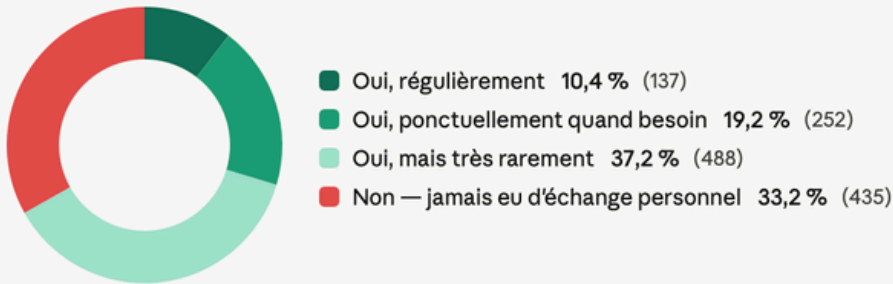 Oui, régulièrement 10,4 % (137)
Oui, ponctuellement quand besoin 19,2 % (252)
Oui, mais très rarement 37,2 % (488)
Non — jamais eu d’échange personnel 33,2 % (435)